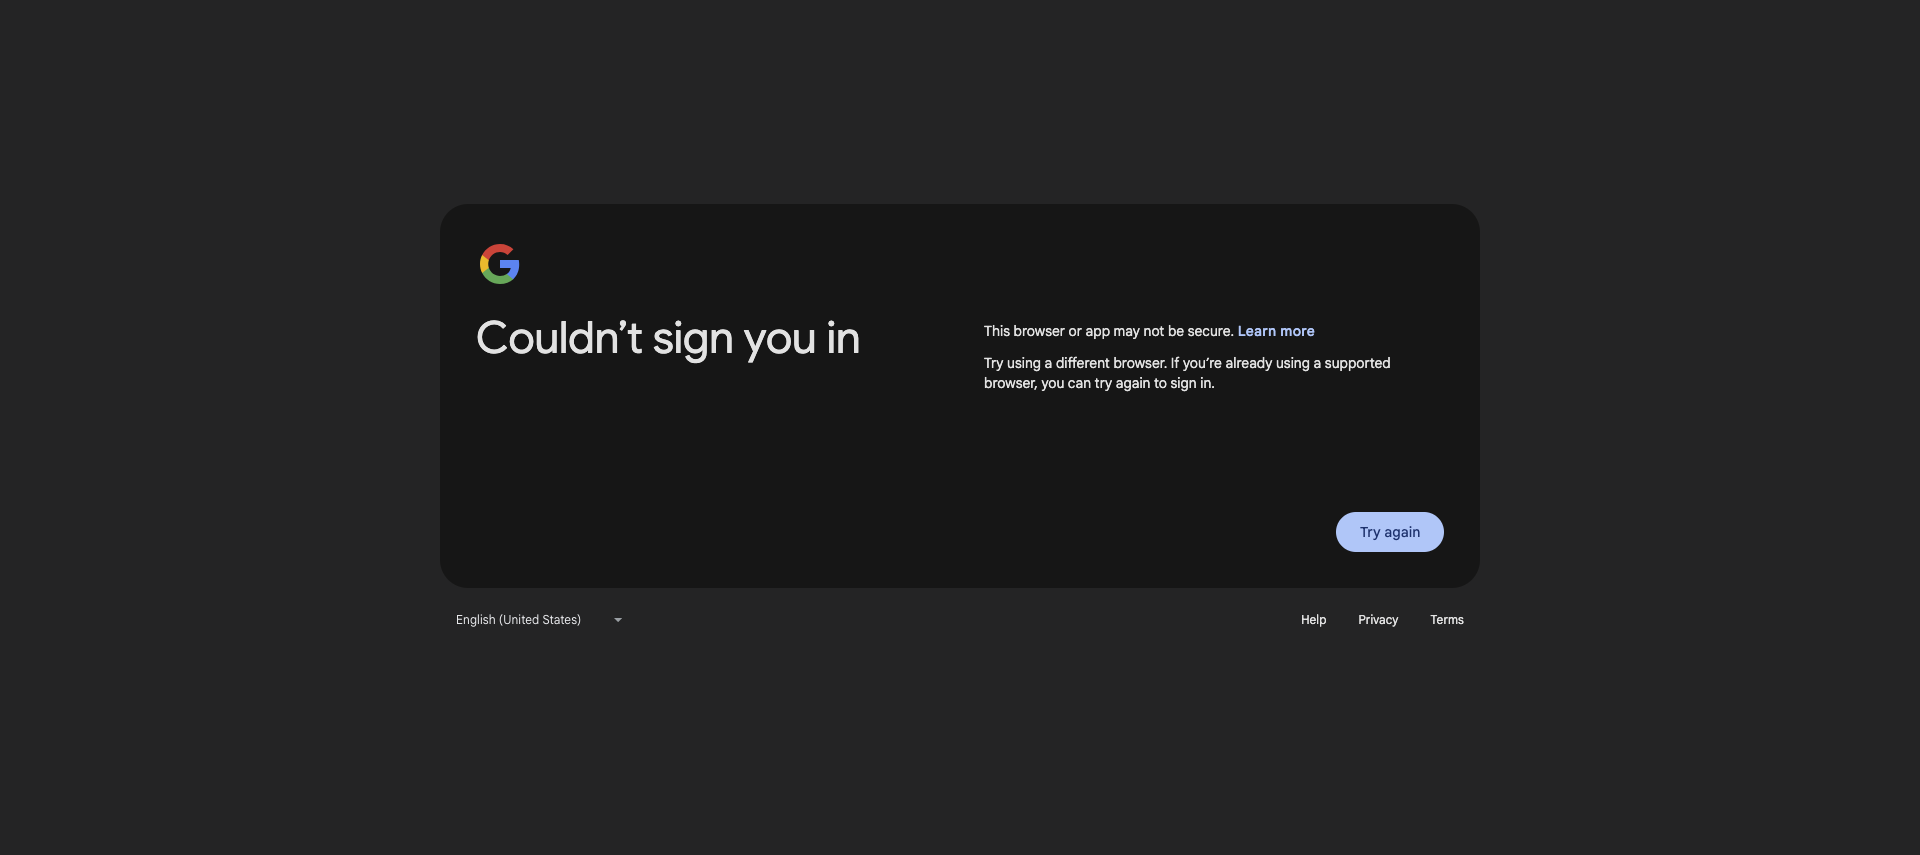 Couldn’t sign you in
This browser or app may not be secure. Learn more
Try using a different browser. If you’re already using a supported
browser, you can try again to sign in.
Try again
English (United States)
Help Privacy Terms